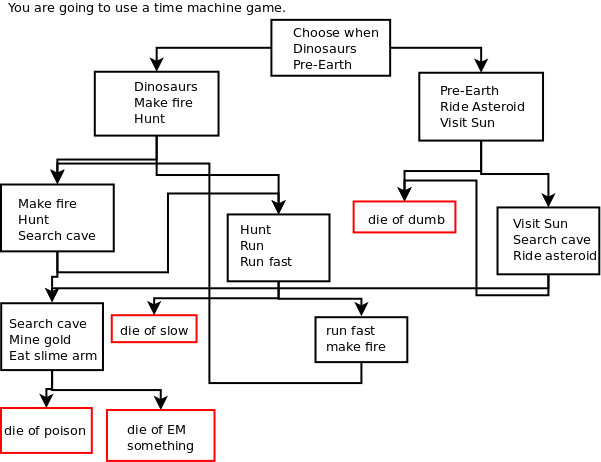 You are going to use a time machine game.
Choose when
Dinosaurs
Pre-Earth
Dinosaurs
Make fire
Hunt
Pre-Earth
Ride Asteroid
Visit Sun
Make fire
Hunt
Search cave
Hunt
Run
Run fast
die of dumb
Visit Sun
Search cave
Ride asteroid
Search cave
Mine gold
Eat slime arm
die of slow
run fast
make fire
die of poison
die of EM
something